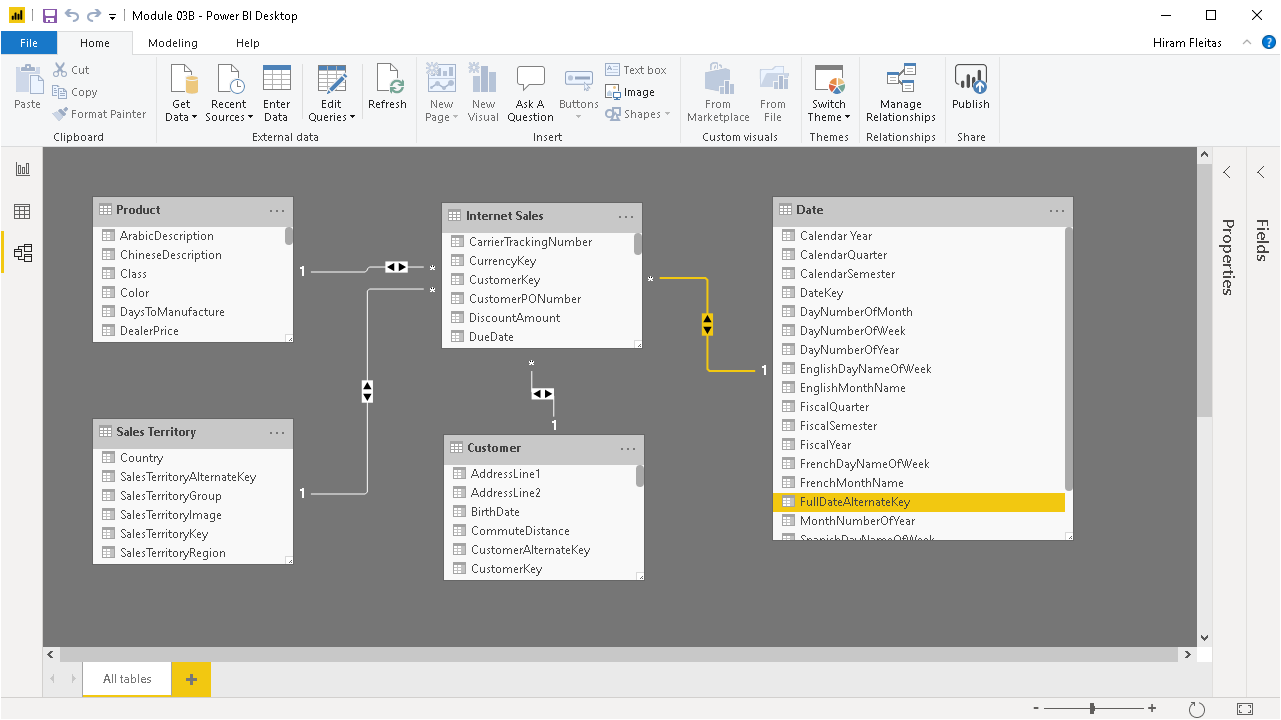 Module 03B - Power BI Desktop
File Home Modeling Help Hiram Fleitas
Paste
Cut
Copy
Format Painter
Clipboard
Get Data
Recent Sources
Enter Data
Edit Queries
Refresh
External data
New Page
New Visual
Ask A Question
Buttons
Text box
Image
Shapes
Insert
From Marketplace
From File
Custom visuals
Switch Theme
Themes
Manage Relationships
Relationships
Publish
Share
Product
ArabicDescription
ChineseDescription
Class
Color
DaysToManufacture
DealerPrice
1
*
*
Internet Sales
CarrierTrackingNumber
CurrencyKey
CustomerKey
CustomerPONumber
DiscountAmount
DueDate
*
*
1
1
Date
Calendar Year
CalendarQuarter
CalendarSemester
DateKey
DayNumberOfMonth
DayNumberOfWeek
DayNumberOfYear
EnglishDayNameOfWeek
EnglishMonthName
FiscalQuarter
FiscalSemester
FiscalYear
FrenchDayNameOfWeek
FrenchMonthName
FullDateAlternateKey
MonthNumberOfYear
SpanishDayNameOfWeek
Sales Territory
Country
SalesTerritoryAlternateKey
SalesTerritoryGroup
SalesTerritoryImage
SalesTerritoryKey
SalesTerritoryRegion
1
Customer
AddressLine1
AddressLine2
BirthDate
CommuteDistance
CustomerAlternateKey
CustomerKey
Properties
Fields
All tables